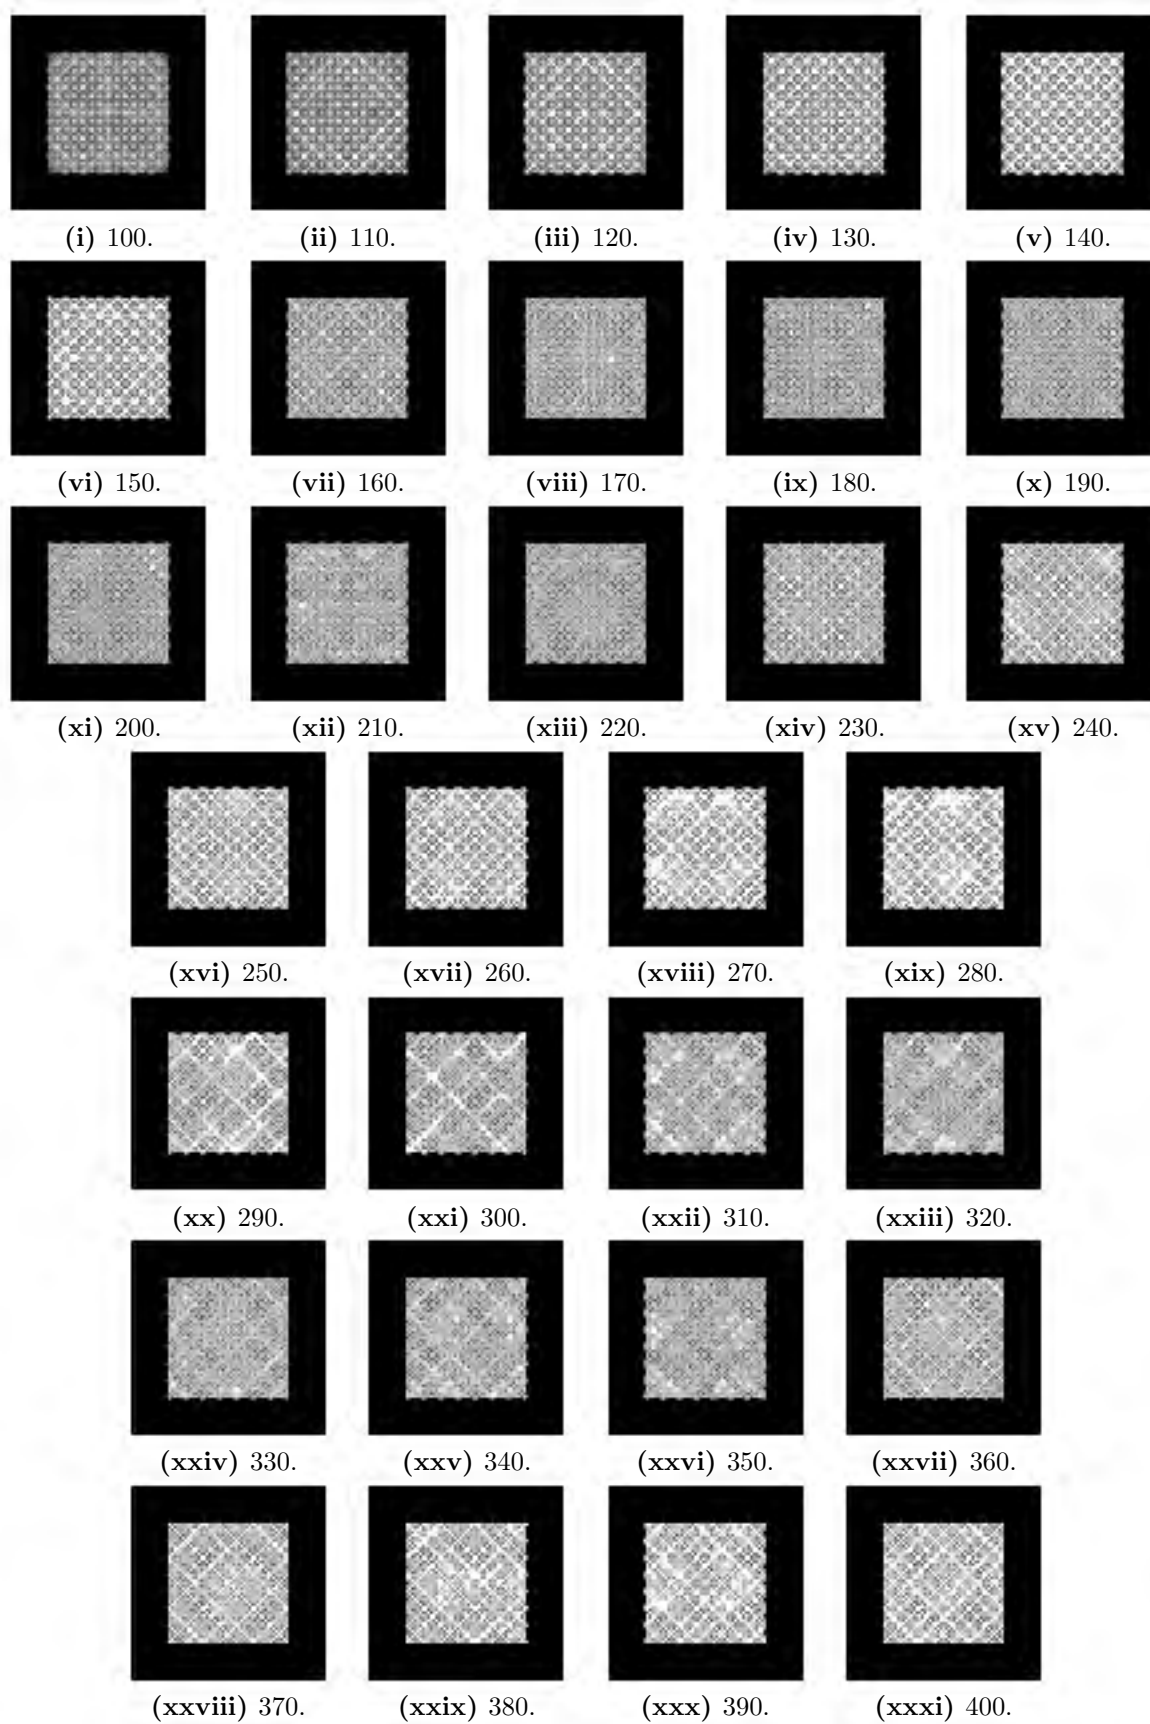 (i) 100. (ii) 110. (iii) 120. (iv) 130. (v) 140.
(vi) 150. (vii) 160. (viii) 170. (ix) 180. (x) 190.
(xi) 200. (xii) 210. (xiii) 220. (xiv) 230. (xv) 240.
(xvi) 250. (xvii) 260. (xviii) 270. (xix) 280.
(xx) 290. (xxi) 300. (xxii) 310. (xxiii) 320.
(xxiv) 330. (xxv) 340. (xxvi) 350. (xxvii) 360.
(xxviii) 370. (xxix) 380. (xxx) 390. (xxxi) 400.